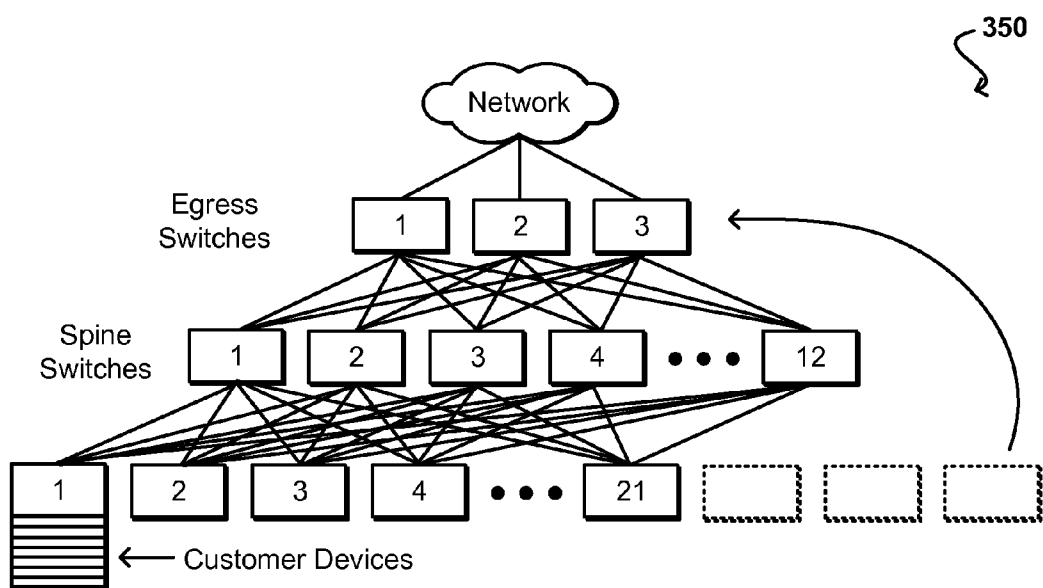 350
Network
Egress
Switches
1 2 3
Spine
Switches
1 2 3 4 12
1 2 3 4 21
Customer Devices